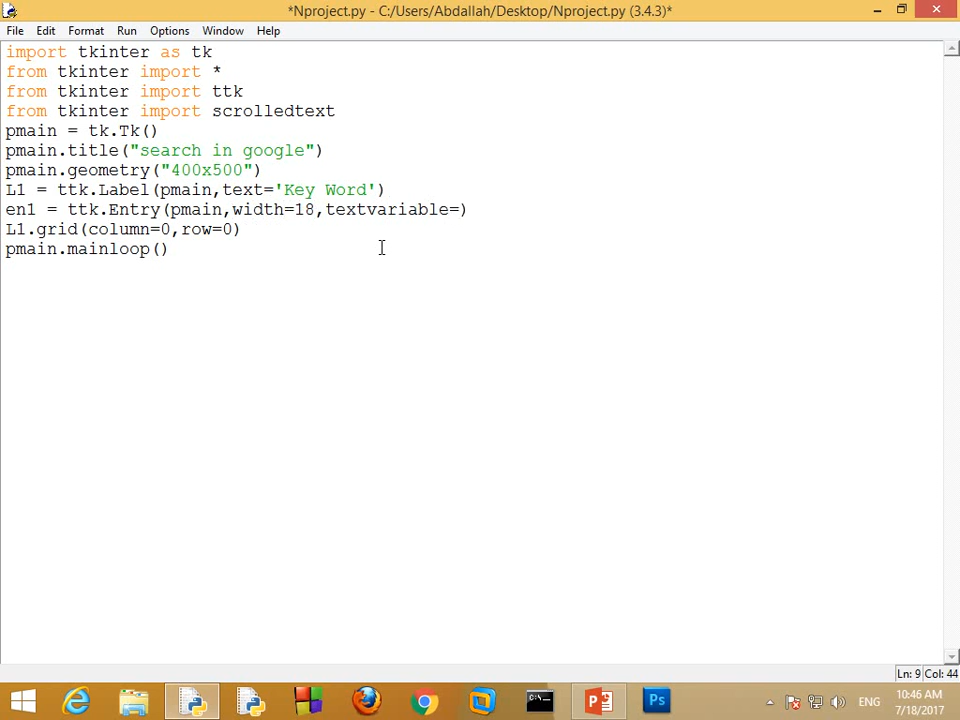 *Nproject.py - C:/Users/Abdallah/Desktop/Nproject.py (3.4.3)*
File Edit Format Run Options Window Help
import tkinter as tk
from tkinter import *
from tkinter import ttk
from tkinter import scrolledtext
pmain = tk.Tk()
pmain.title("search in google")
pmain.geometry("400x500")
L1 = ttk.Label(pmain,text='Key Word')
en1 = ttk.Entry(pmain,width=18,textvariable=)
L1.grid(column=0,row=0)
pmain.mainloop()
Ln: 9 Col: 44
Ps
ENG
10:46 AM
7/18/2017